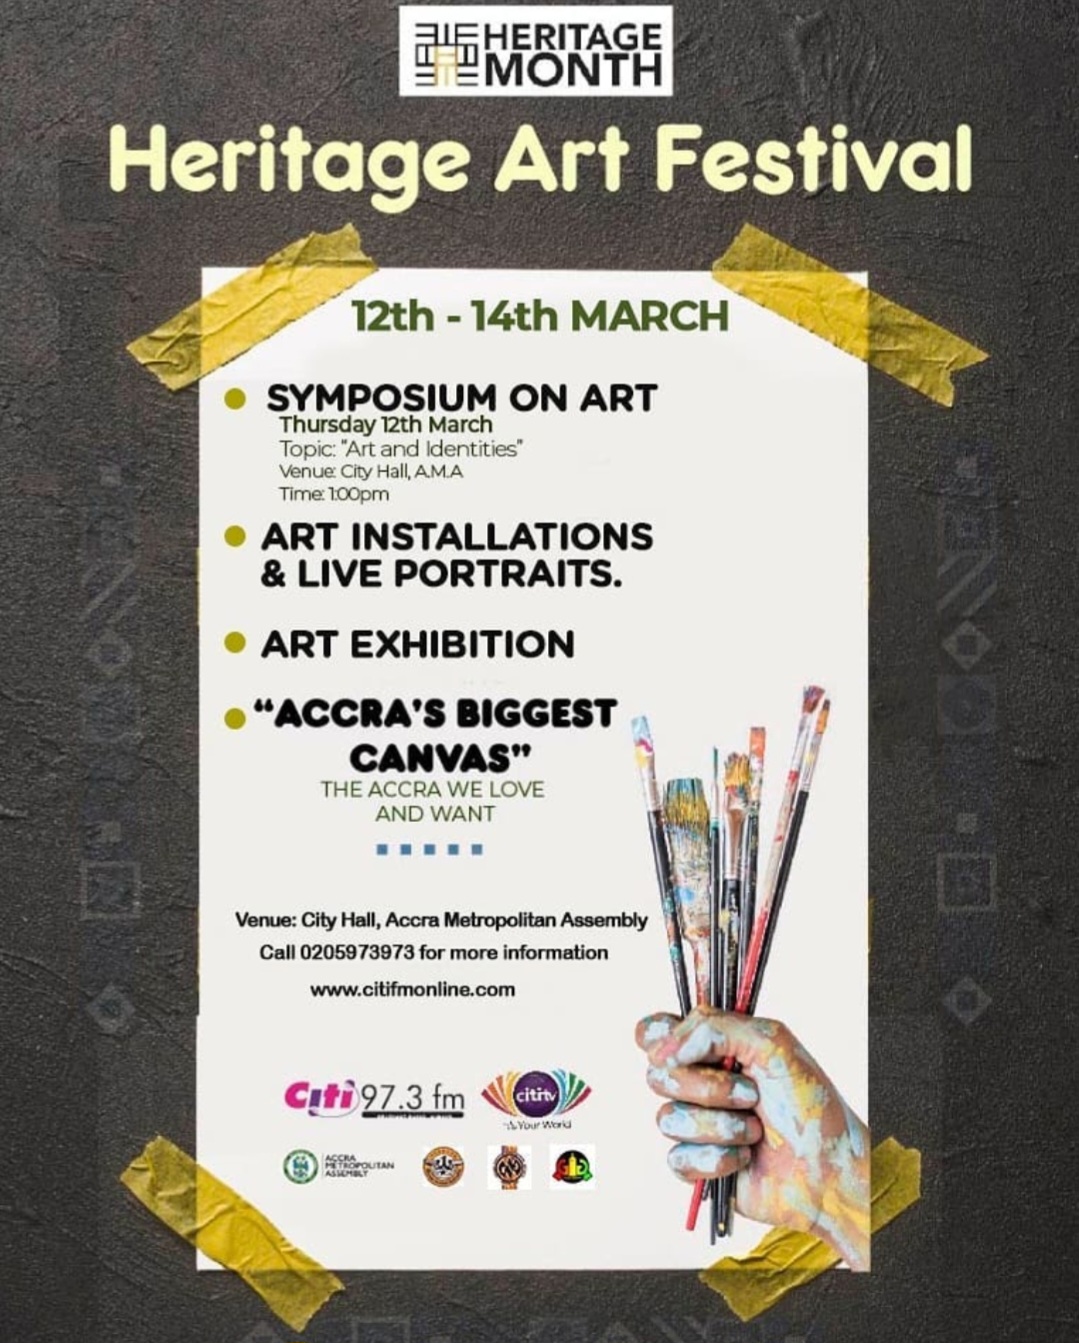 HERITAGE
MONTH
Heritage Art Festival
12th - 14th MARCH
SYMPOSIUM ON ART
Thursday 12th March
Topic: "Art and Identities"
Venue: City Hall, A.M.A
Time: 1:00pm
ART INSTALLATIONS
& LIVE PORTRAITS.
ART EXHIBITION
“ACCRA'S BIGGEST
CANVAS”
THE ACCRA WE LOVE
AND WANT
Venue: City Hall, Accra Metropolitan Assembly
Call 0205973973 for more information
www.citifmonline.com
Citi 97.3 fm
cititv
Your World
ACCRA
METROPOLITAN
ASSEMBLY